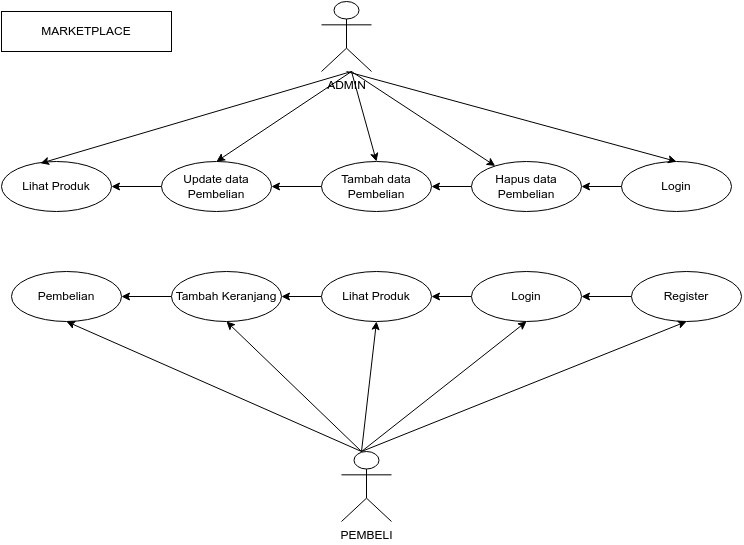 MARKETPLACE
ADMIN
Lihat Produk
Update data
Pembelian
Tambah data
Pembelian
Hapus data
Pembelian
Login
Pembelian
Tambah Keranjang
Lihat Produk
Login
Register
PEMBELI